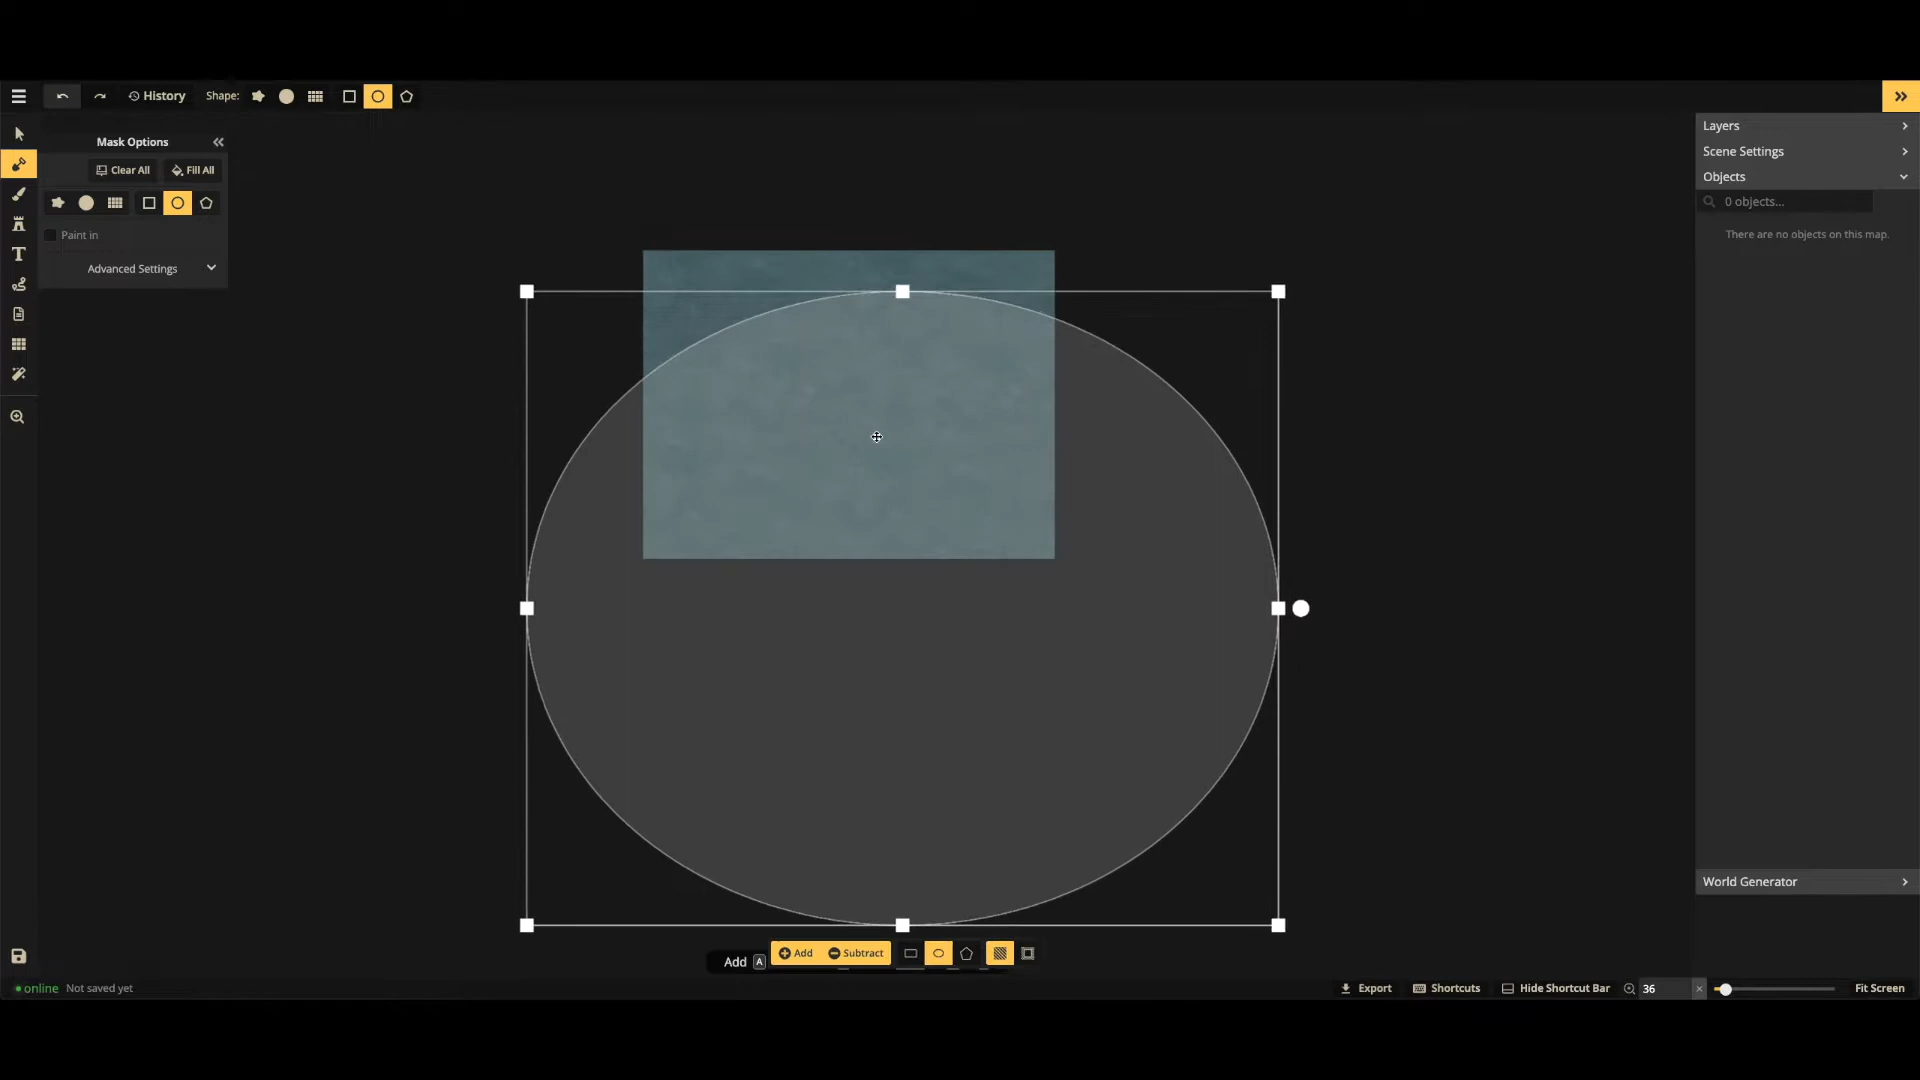 History
Shape:
Mask Options
Clear All
Fill All
Paint in
Advanced Settings
Layers
Scene Settings
Objects
0 objects...
There are no objects on this map.
World Generator
Add A
Add
Subtract
online
Not saved yet
Export
Shortcuts
Hide Shortcut Bar
36
Fit Screen